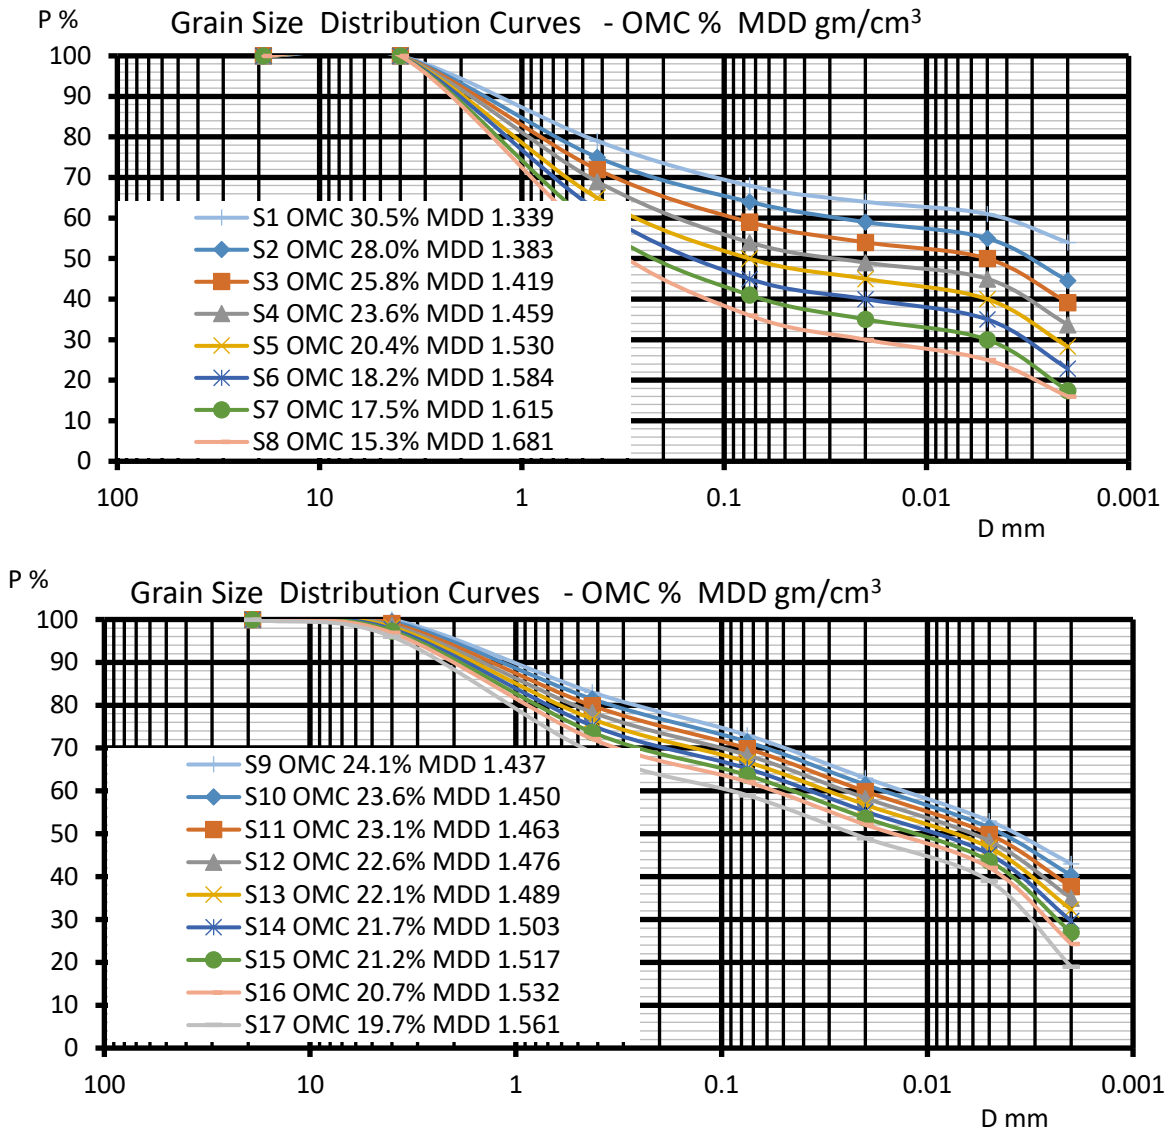 P %
Grain Size Distribution Curves - OMC % MDD gm/cm³
100
90
80
70
60
50
40
30
20
10
0
S1 OMC 30.5% MDD 1.339
S2 OMC 28.0% MDD 1.383
S3 OMC 25.8% MDD 1.419
S4 OMC 23.6% MDD 1.459
S5 OMC 20.4% MDD 1.530
S6 OMC 18.2% MDD 1.584
S7 OMC 17.5% MDD 1.615
S8 OMC 15.3% MDD 1.681
100 10 1 0.1 0.01 0.001
D mm
P %
Grain Size Distribution Curves - OMC % MDD gm/cm³
100
90
80
70
60
50
40
30
20
10
0
S9 OMC 24.1% MDD 1.437
S10 OMC 23.6% MDD 1.450
S11 OMC 23.1% MDD 1.463
S12 OMC 22.6% MDD 1.476
S13 OMC 22.1% MDD 1.489
S14 OMC 21.7% MDD 1.503
S15 OMC 21.2% MDD 1.517
S16 OMC 20.7% MDD 1.532
S17 OMC 19.7% MDD 1.561
100 10 1 0.1 0.01 0.001
D mm